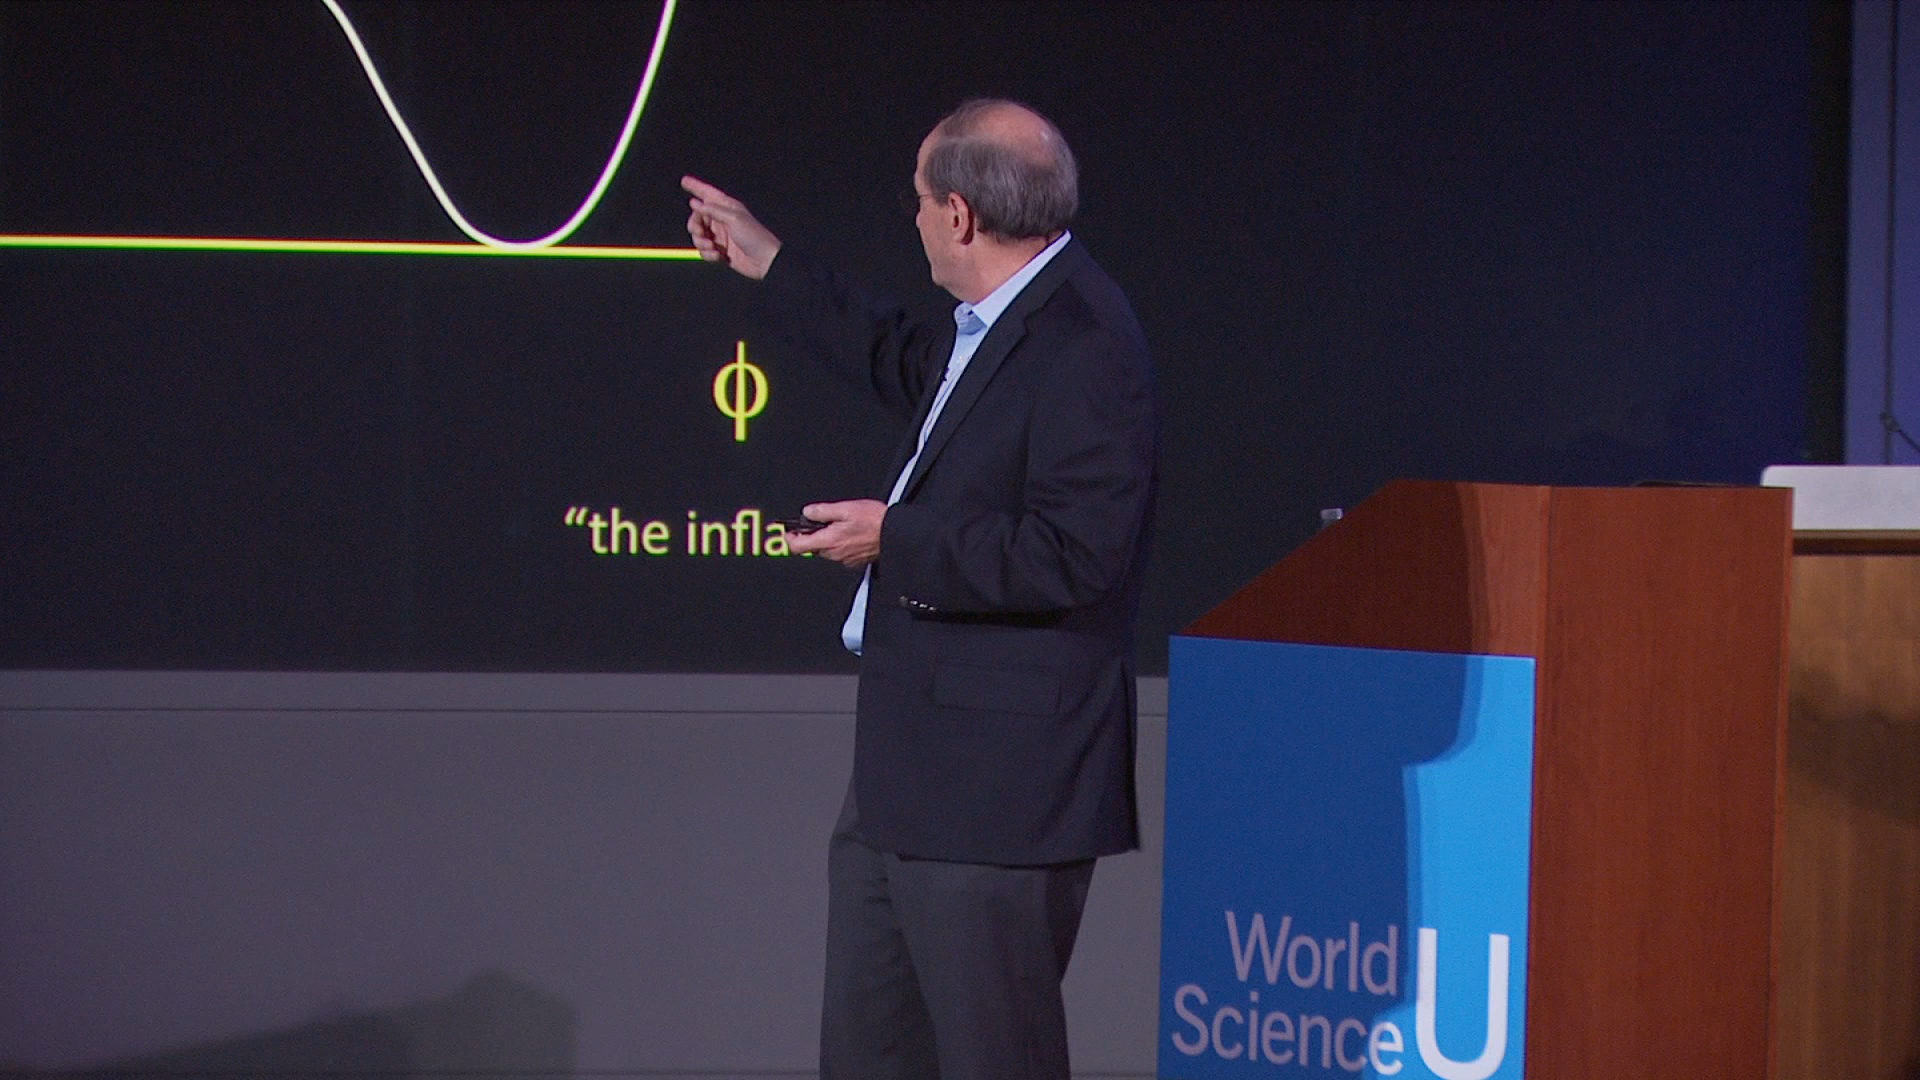 ϕ
“the infla
World
Science U